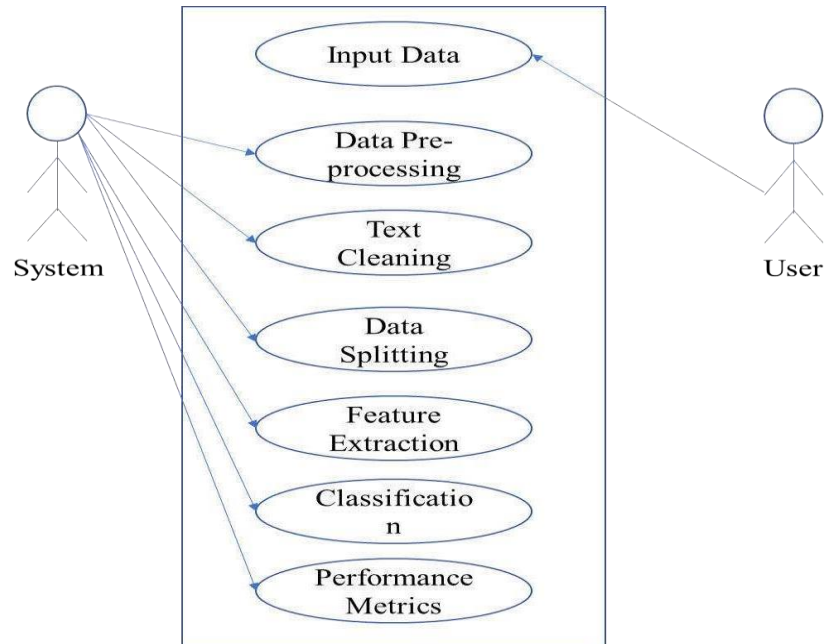 Input Data
Data Pre-
processing
Text
Cleaning
System
User
Data
Splitting
Feature
Extraction
Classificatio
n
Performance
Metrics